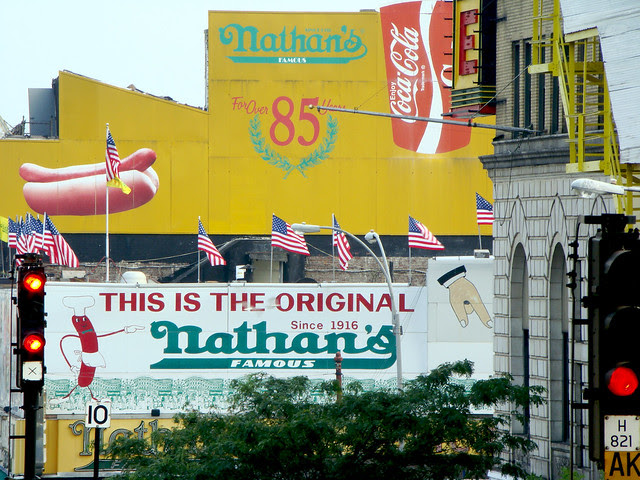 Nathan's
FAMOUS
For Over 85 Years
Enjoy
Coca-Cola
THIS IS THE ORIGINAL
Since 1916
Nathan's
FAMOUS
10
Nath
H
821
AK